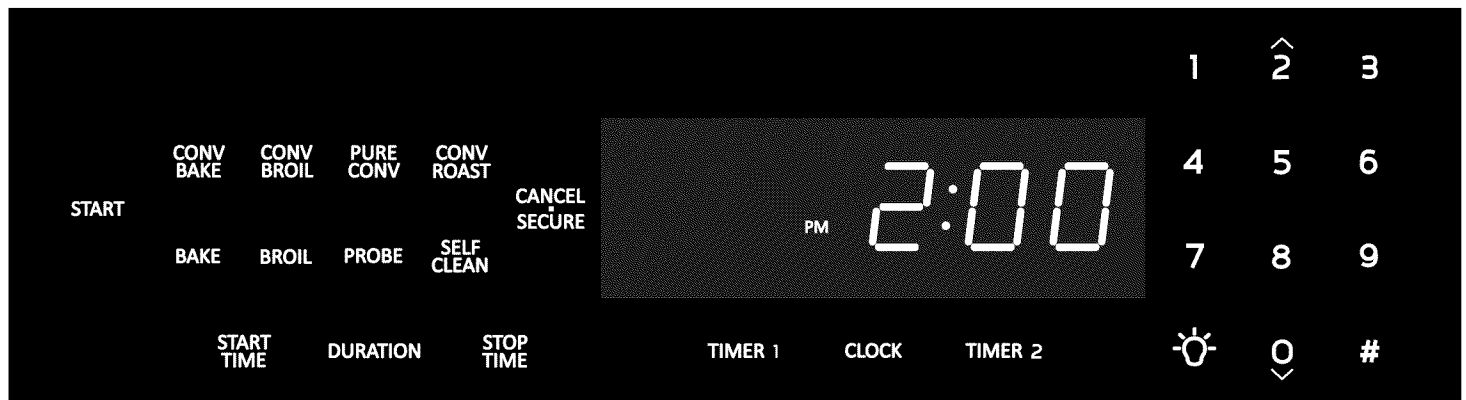 1 2 3
CONV CONV PURE CONV
BAKE BROIL CONV ROAST
4 5 6
START
CANCEL
SECURE
PM 2:00
BAKE BROIL PROBE SELF
CLEAN
7 8 9
START
TIME
DURATION
STOP
TIME
TIMER 1 CLOCK TIMER 2
0 #